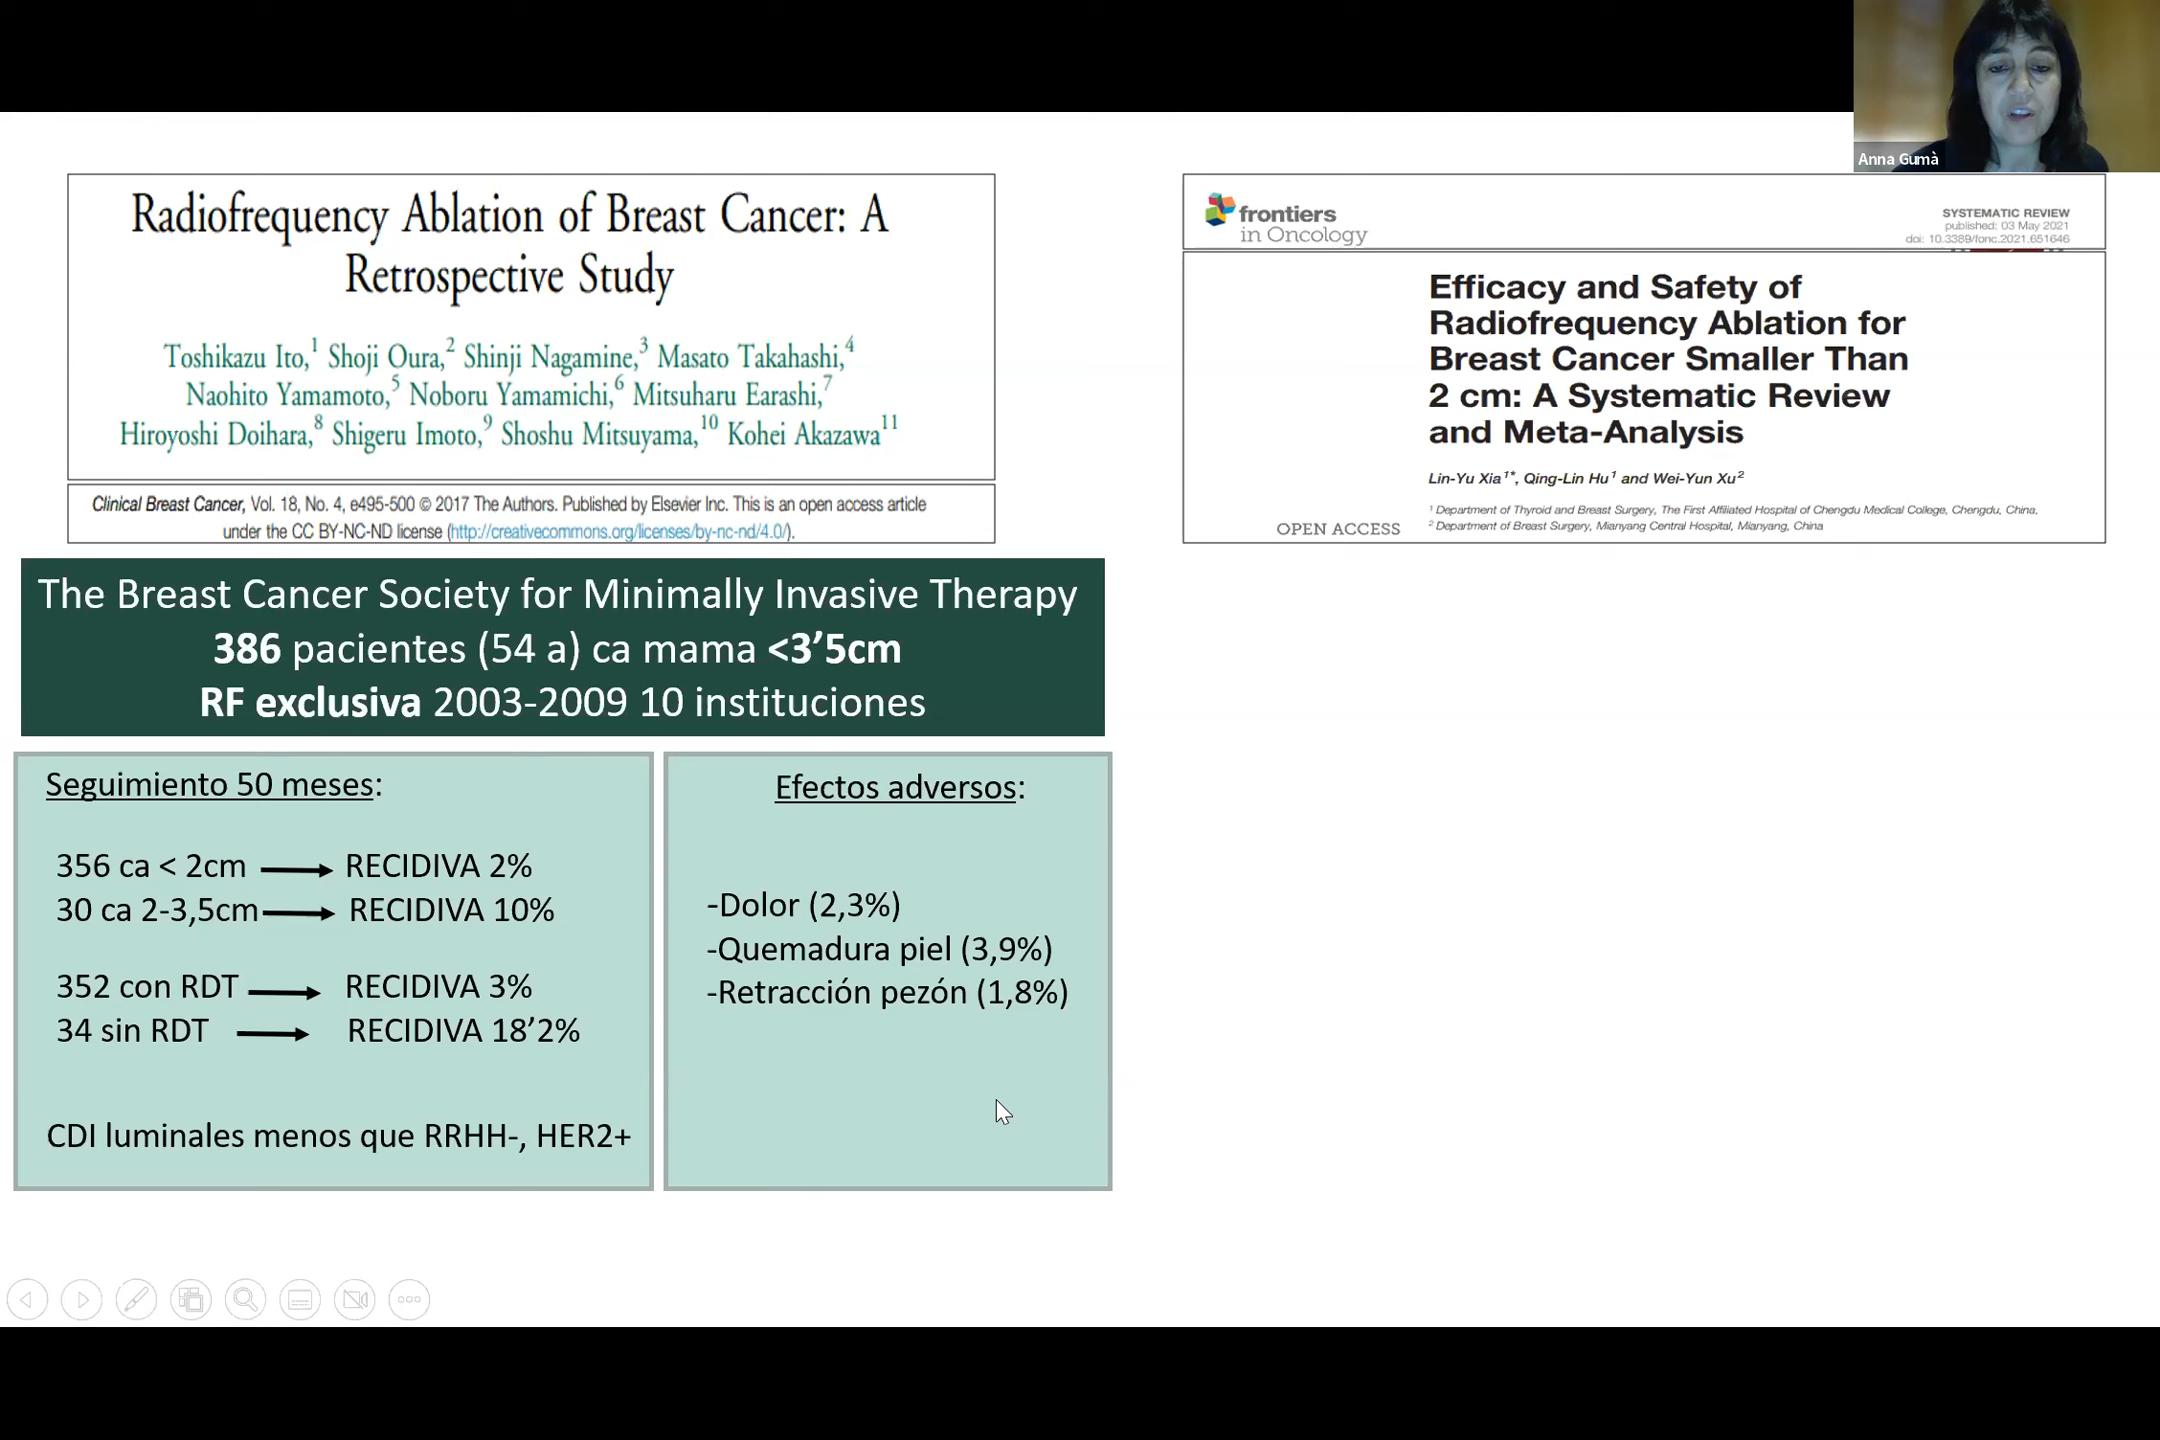 Anna Gumà
Radiofrequency Ablation of Breast Cancer: A
Retrospective Study
Toshikazu Ito,1 Shoji Oura,2 Shinji Nagamine,3 Masato Takahashi,4
Naohito Yamamoto,5 Noboru Yamamichi,6 Mitsuharu Earashi,7
Hiroyoshi Doihara,8 Shigeru Imoto,9 Shoshu Mitsuyama,10 Kohei Akazawa11
Clinical Breast Cancer, Vol. 18, No. 4, e495-500 © 2017 The Authors. Published by Elsevier Inc. This is an open access article
under the CC BY-NC-ND license (http://creativecommons.org/licenses/by-nc-nd/4.0/).
frontiers
in Oncology
SYSTEMATIC REVIEW
published: 03 May 2021
doi: 10.3389/fonc.2021.651646
Efficacy and Safety of
Radiofrequency Ablation for
Breast Cancer Smaller Than
2 cm: A Systematic Review
and Meta-Analysis
Lin-Yu Xia1*, Qing-Lin Hu1 and Wei-Yun Xu2
1 Department of Thyroid and Breast Surgery, The First Affiliated Hospital of Chengdu Medical College, Chengdu, China,
2 Department of Breast Surgery, Mianyang Central Hospital, Mianyang, China
OPEN ACCESS
The Breast Cancer Society for Minimally Invasive Therapy
386 pacientes (54 a) ca mama <3’5cm
RF exclusiva 2003-2009 10 instituciones
Seguimiento 50 meses:
356 ca < 2cm → RECIDIVA 2%
30 ca 2-3,5cm → RECIDIVA 10%
352 con RDT → RECIDIVA 3%
34 sin RDT → RECIDIVA 18’2%
CDI luminales menos que RRHH-, HER2+
Efectos adversos:
-Dolor (2,3%)
-Quemadura piel (3,9%)
-Retracción pezón (1,8%)